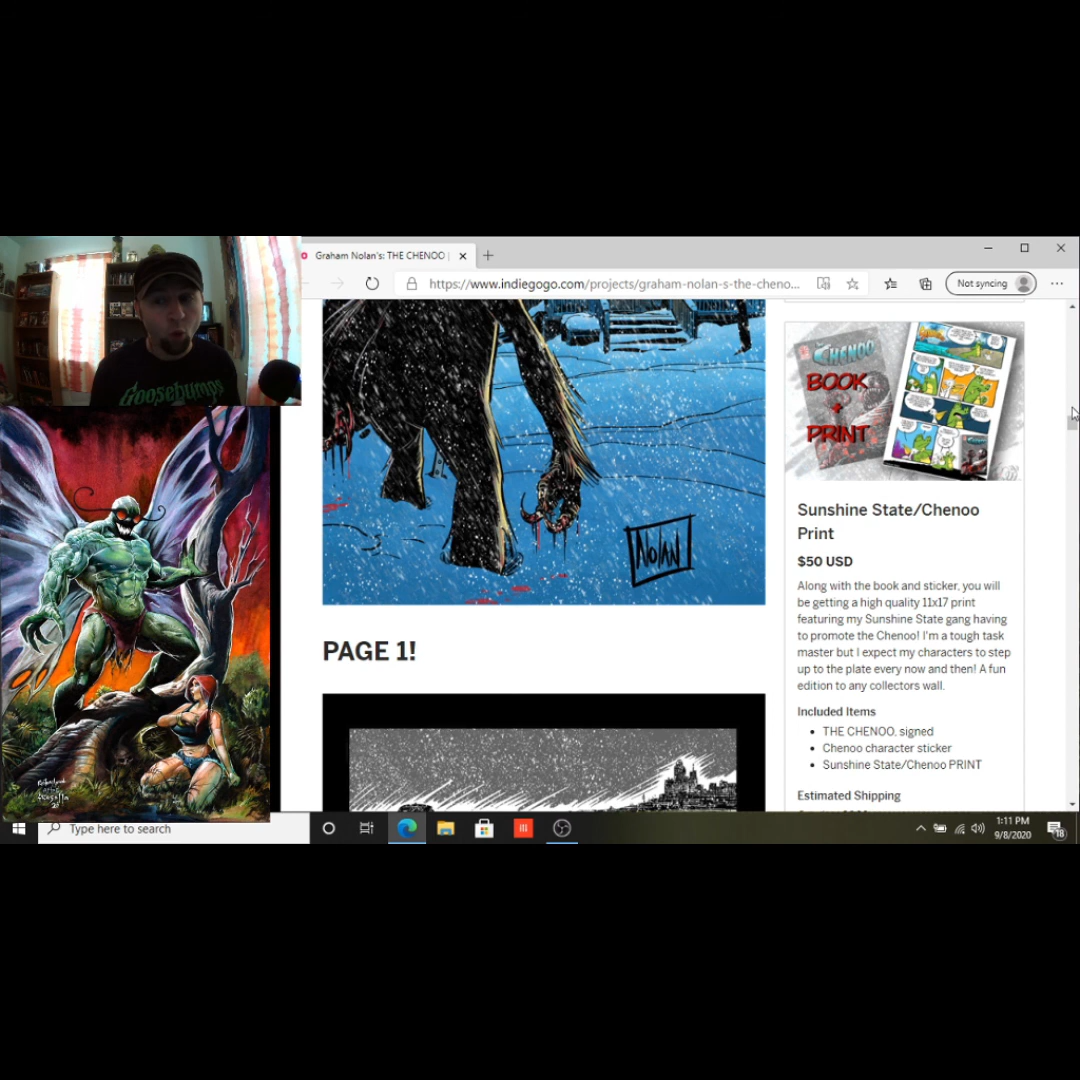 Graham Nolan's: THE CHENOO |
https://www.indiegogo.com/projects/graham-nolan-s-the-cheno...
Not syncing
Goosebumps
NOLAN
PAGE 1!
CHENOO
BOOK
+
PRINT
Sunshine State/Chenoo
Print
$50 USD
Along with the book and sticker, you will
be getting a high quality 11x17 print
featuring my Sunshine State gang having
to promote the Chenoo! I'm a tough task
master but I expect my characters to step
up to the plate every now and then! A fun
edition to any collectors wall.
Included Items
• THE CHENOO, signed
• Chenoo character sticker
• Sunshine State/Chenoo PRINT
Estimated Shipping
Type here to search
1:11 PM
9/8/2020
18